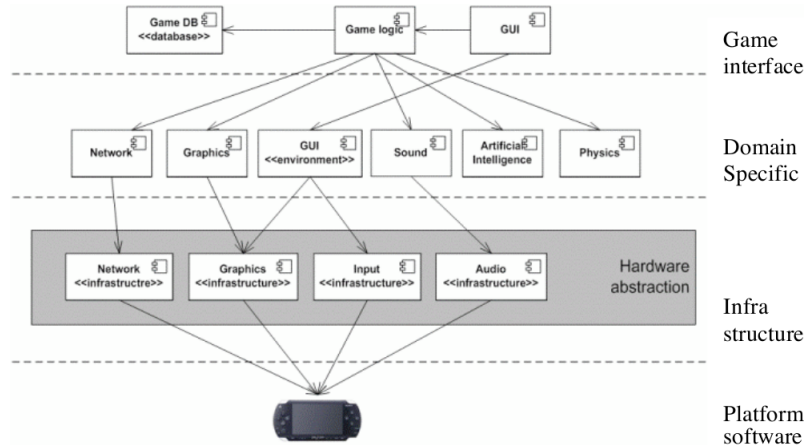 Game DB
<<database>>
Game logic
GUI
Game
interface
Network
Graphics
GUI
<<environment>>
Sound
Artificial
Intelligence
Physics
Domain
Specific
Network
<<infrastructre>>
Graphics
<<infrastructure>>
Input
<<infrastructure>>
Audio
<<infrastructure>>
Hardware
abstraction
Infra
structure
Platform
software